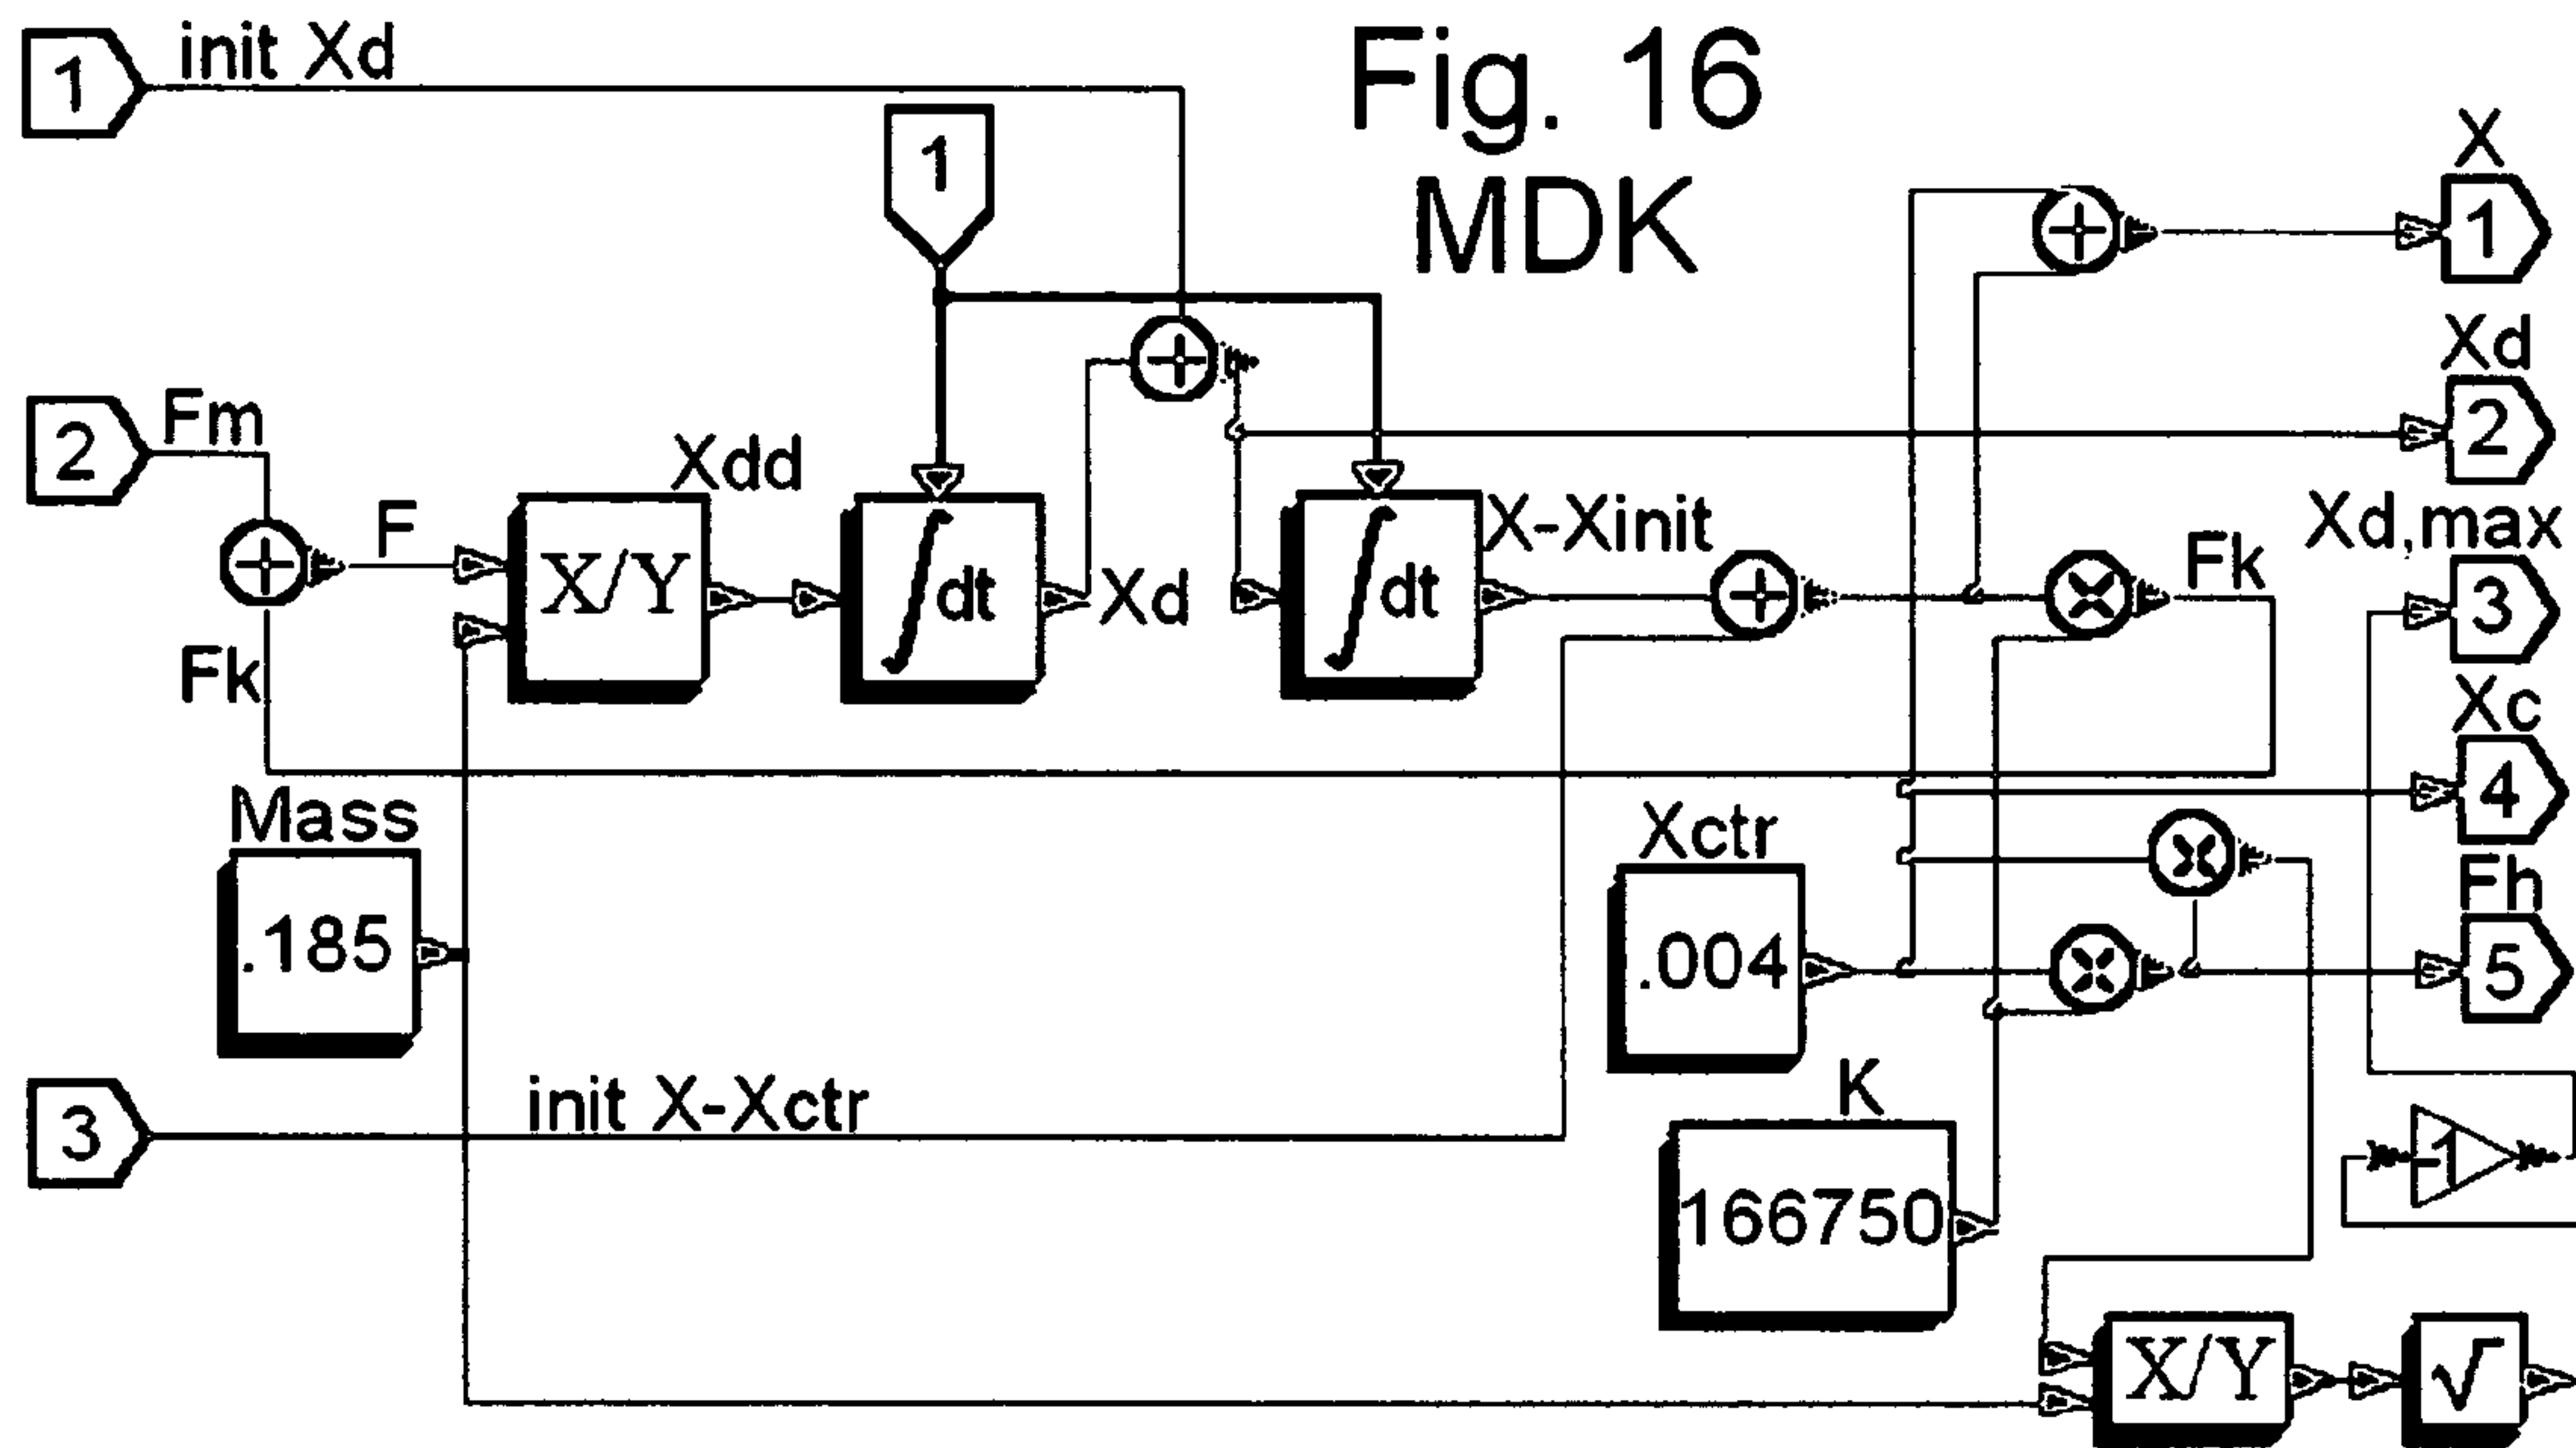 Fig. 16
MDK
1
init Xd
1
X
1
Xd
2
2
Fm
F
Xdd
X/Y
∫dt
Xd
∫dt
X-Xinit
Fk
Xd,max
3
Fk
Xc
4
Mass
.185
Xctr
.004
Fh
5
3
init X-Xctr
K
166750
-1
X/Y
√